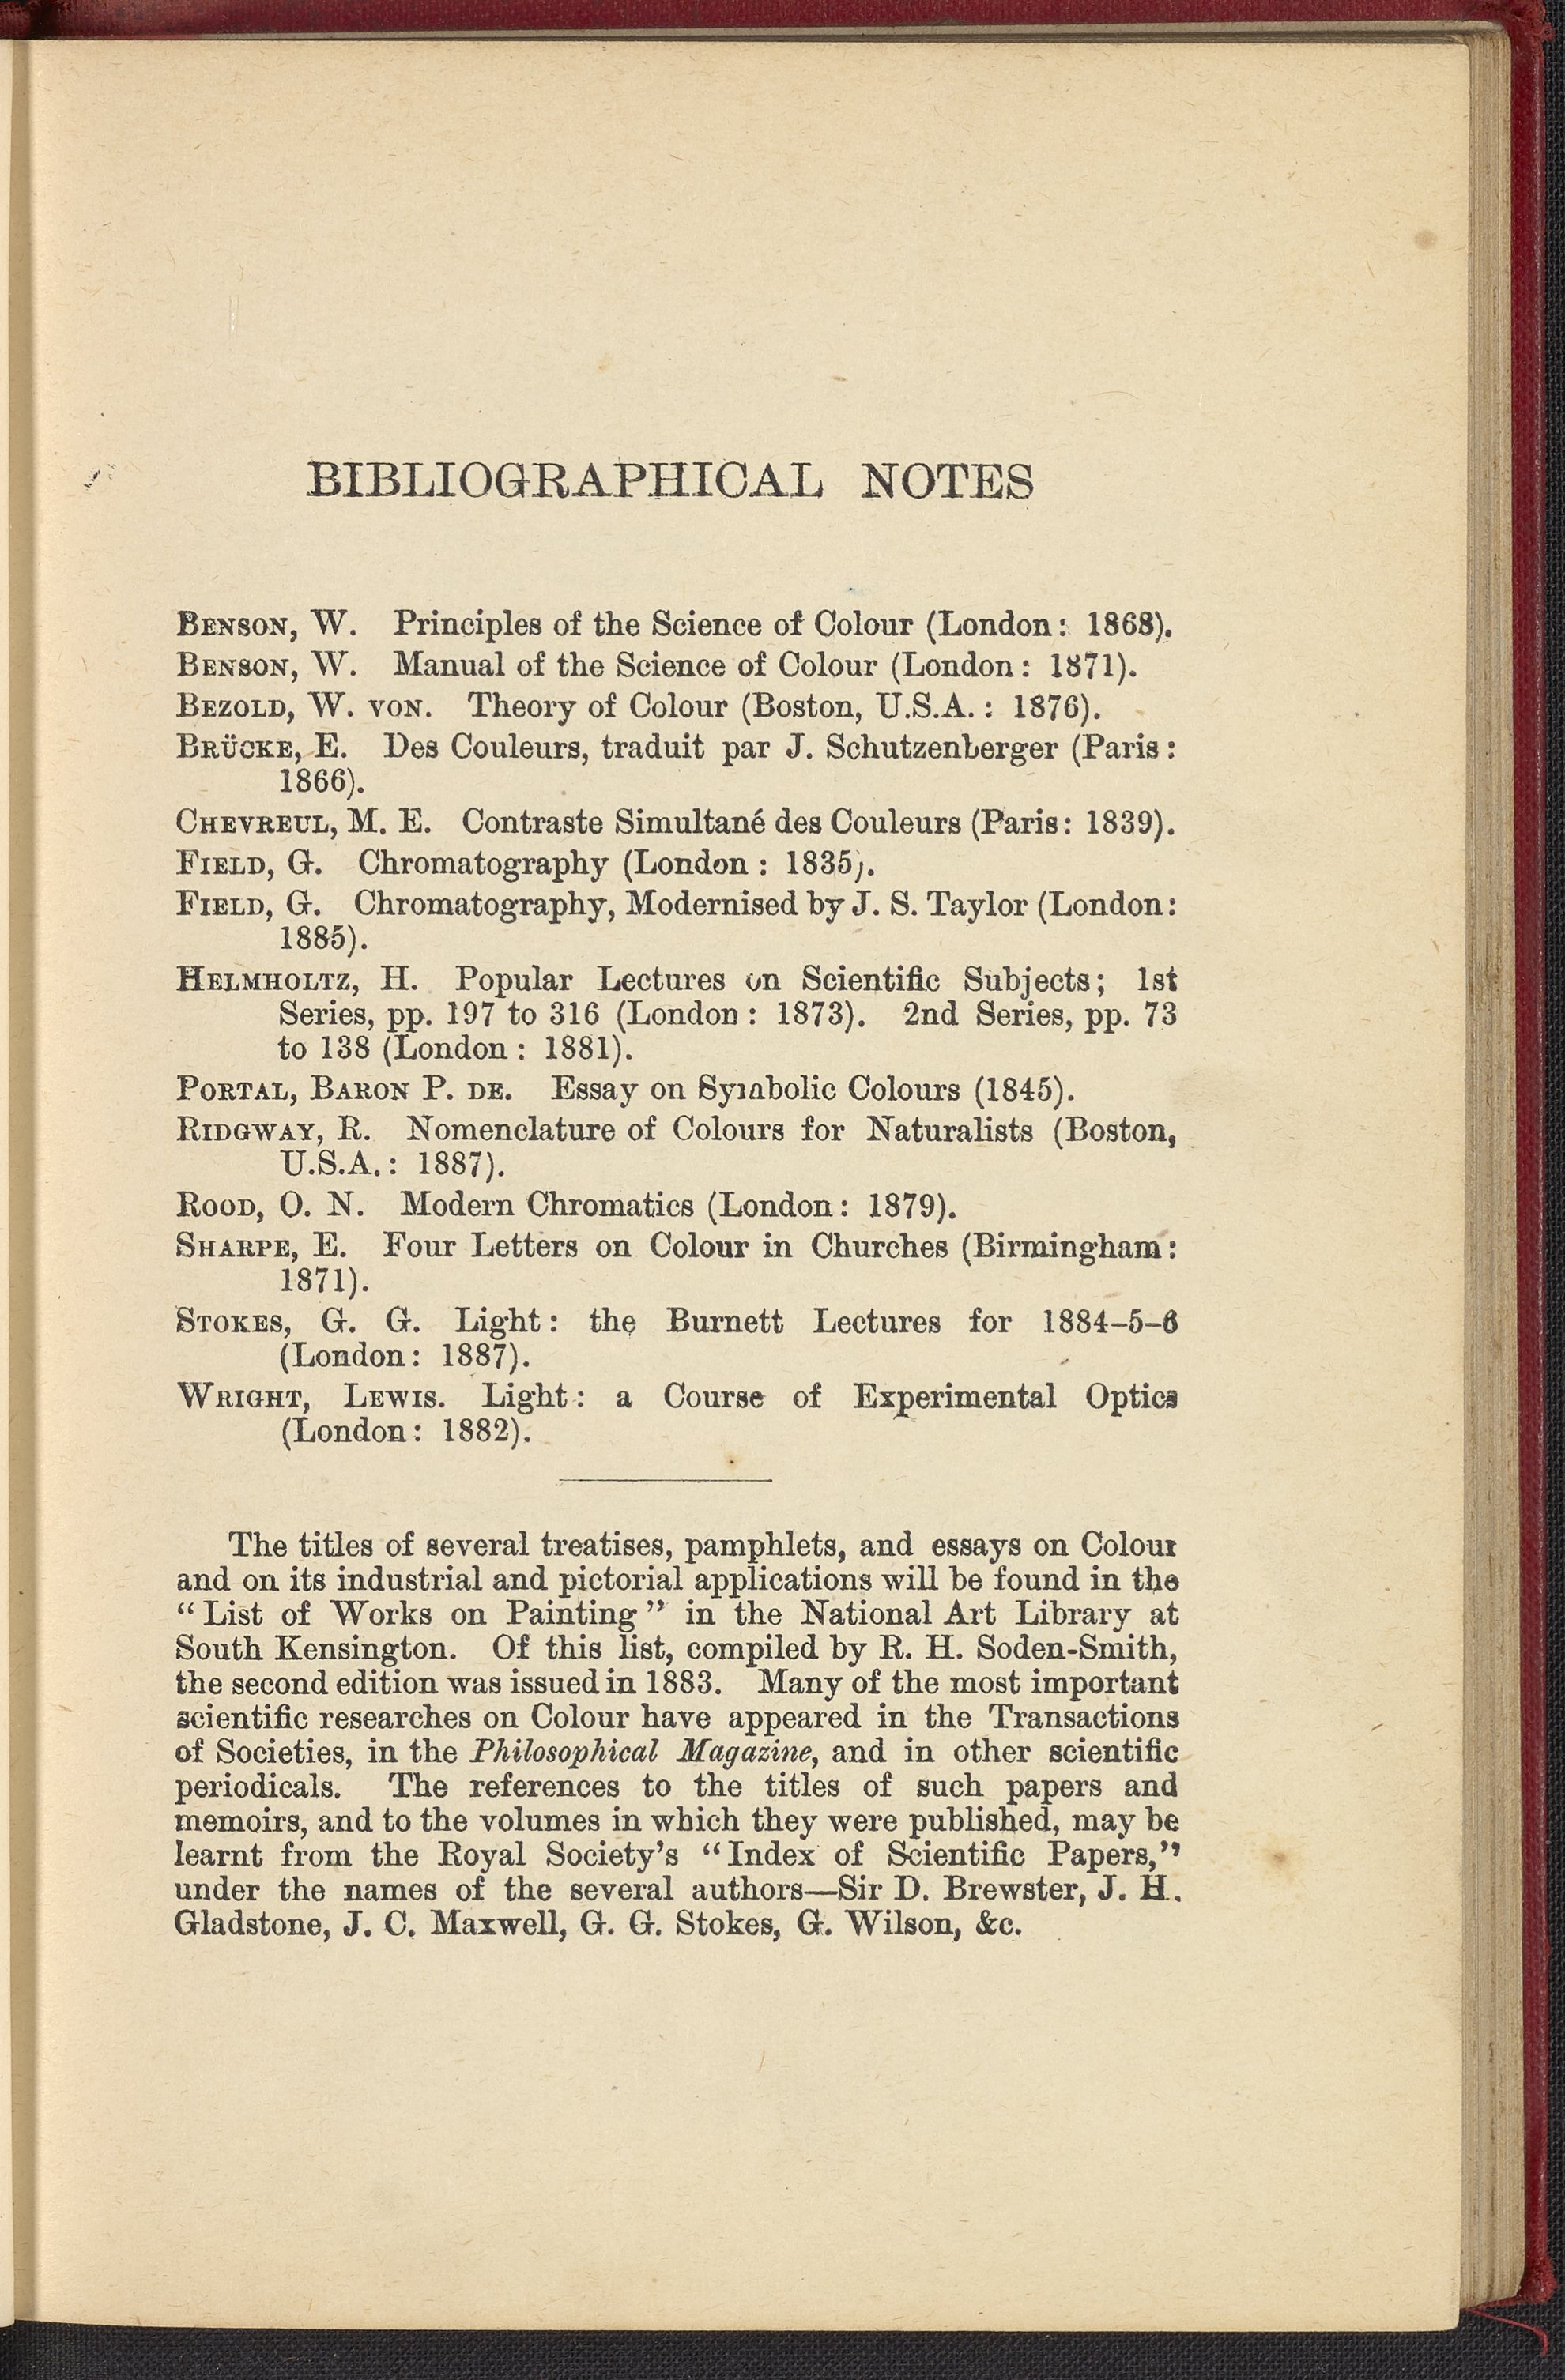 BIBLIOGRAPHICAL NOTES
BENSON, W. Principles of the Science of Colour (London: 1868).
BENSON, W. Manual of the Science of Colour (London: 1871).
BEZOLD, W. VON. Theory of Colour (Boston, U.S.A.: 1876).
BRÜCKE, E. Des Couleurs, traduit par J. Schutzenberger (Paris:
1866).
CHEVREUL, M. E. Contraste Simultané des Couleurs (Paris: 1839).
FIELD, G. Chromatography (London: 1835).
FIELD, G. Chromatography, Modernised by J. S. Taylor (London:
1885).
HELMHOLTZ, H. Popular Lectures on Scientific Subjects; 1st
Series, pp. 197 to 316 (London: 1873). 2nd Series, pp. 73
to 138 (London: 1881).
PORTAL, BARON P. DE. Essay on Symbolic Colours (1845).
RIDGWAY, R. Nomenclature of Colours for Naturalists (Boston,
U.S.A.: 1887).
ROOD, O. N. Modern Chromatics (London: 1879).
SHARPE, E. Four Letters on Colour in Churches (Birmingham:
1871).
STOKES, G. G. Light: the Burnett Lectures for 1884–5–6
(London: 1887).
WRIGHT, LEWIS. Light: a Course of Experimental Optics
(London: 1882).
The titles of several treatises, pamphlets, and essays on Colour
and on its industrial and pictorial applications will be found in the
“List of Works on Painting” in the National Art Library at
South Kensington. Of this list, compiled by R. H. Soden-Smith,
the second edition was issued in 1883. Many of the most important
scientific researches on Colour have appeared in the Transactions
of Societies, in the Philosophical Magazine, and in other scientific
periodicals. The references to the titles of such papers and
memoirs, and to the volumes in which they were published, may be
learnt from the Royal Society’s “Index of Scientific Papers,”
under the names of the several authors—Sir D. Brewster, J. H.
Gladstone, J. C. Maxwell, G. G. Stokes, G. Wilson, &c.